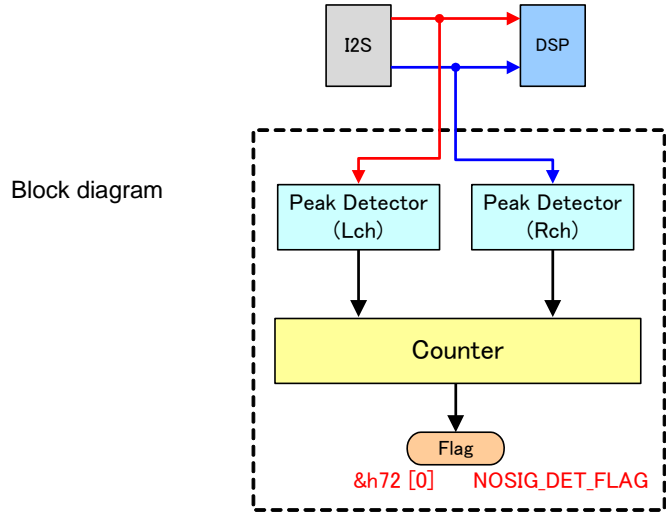 I2S
DSP
Block diagram
Peak Detector
(Lch)
Peak Detector
(Rch)
Counter
Flag
&h72 [0] NOSIG_DET_FLAG